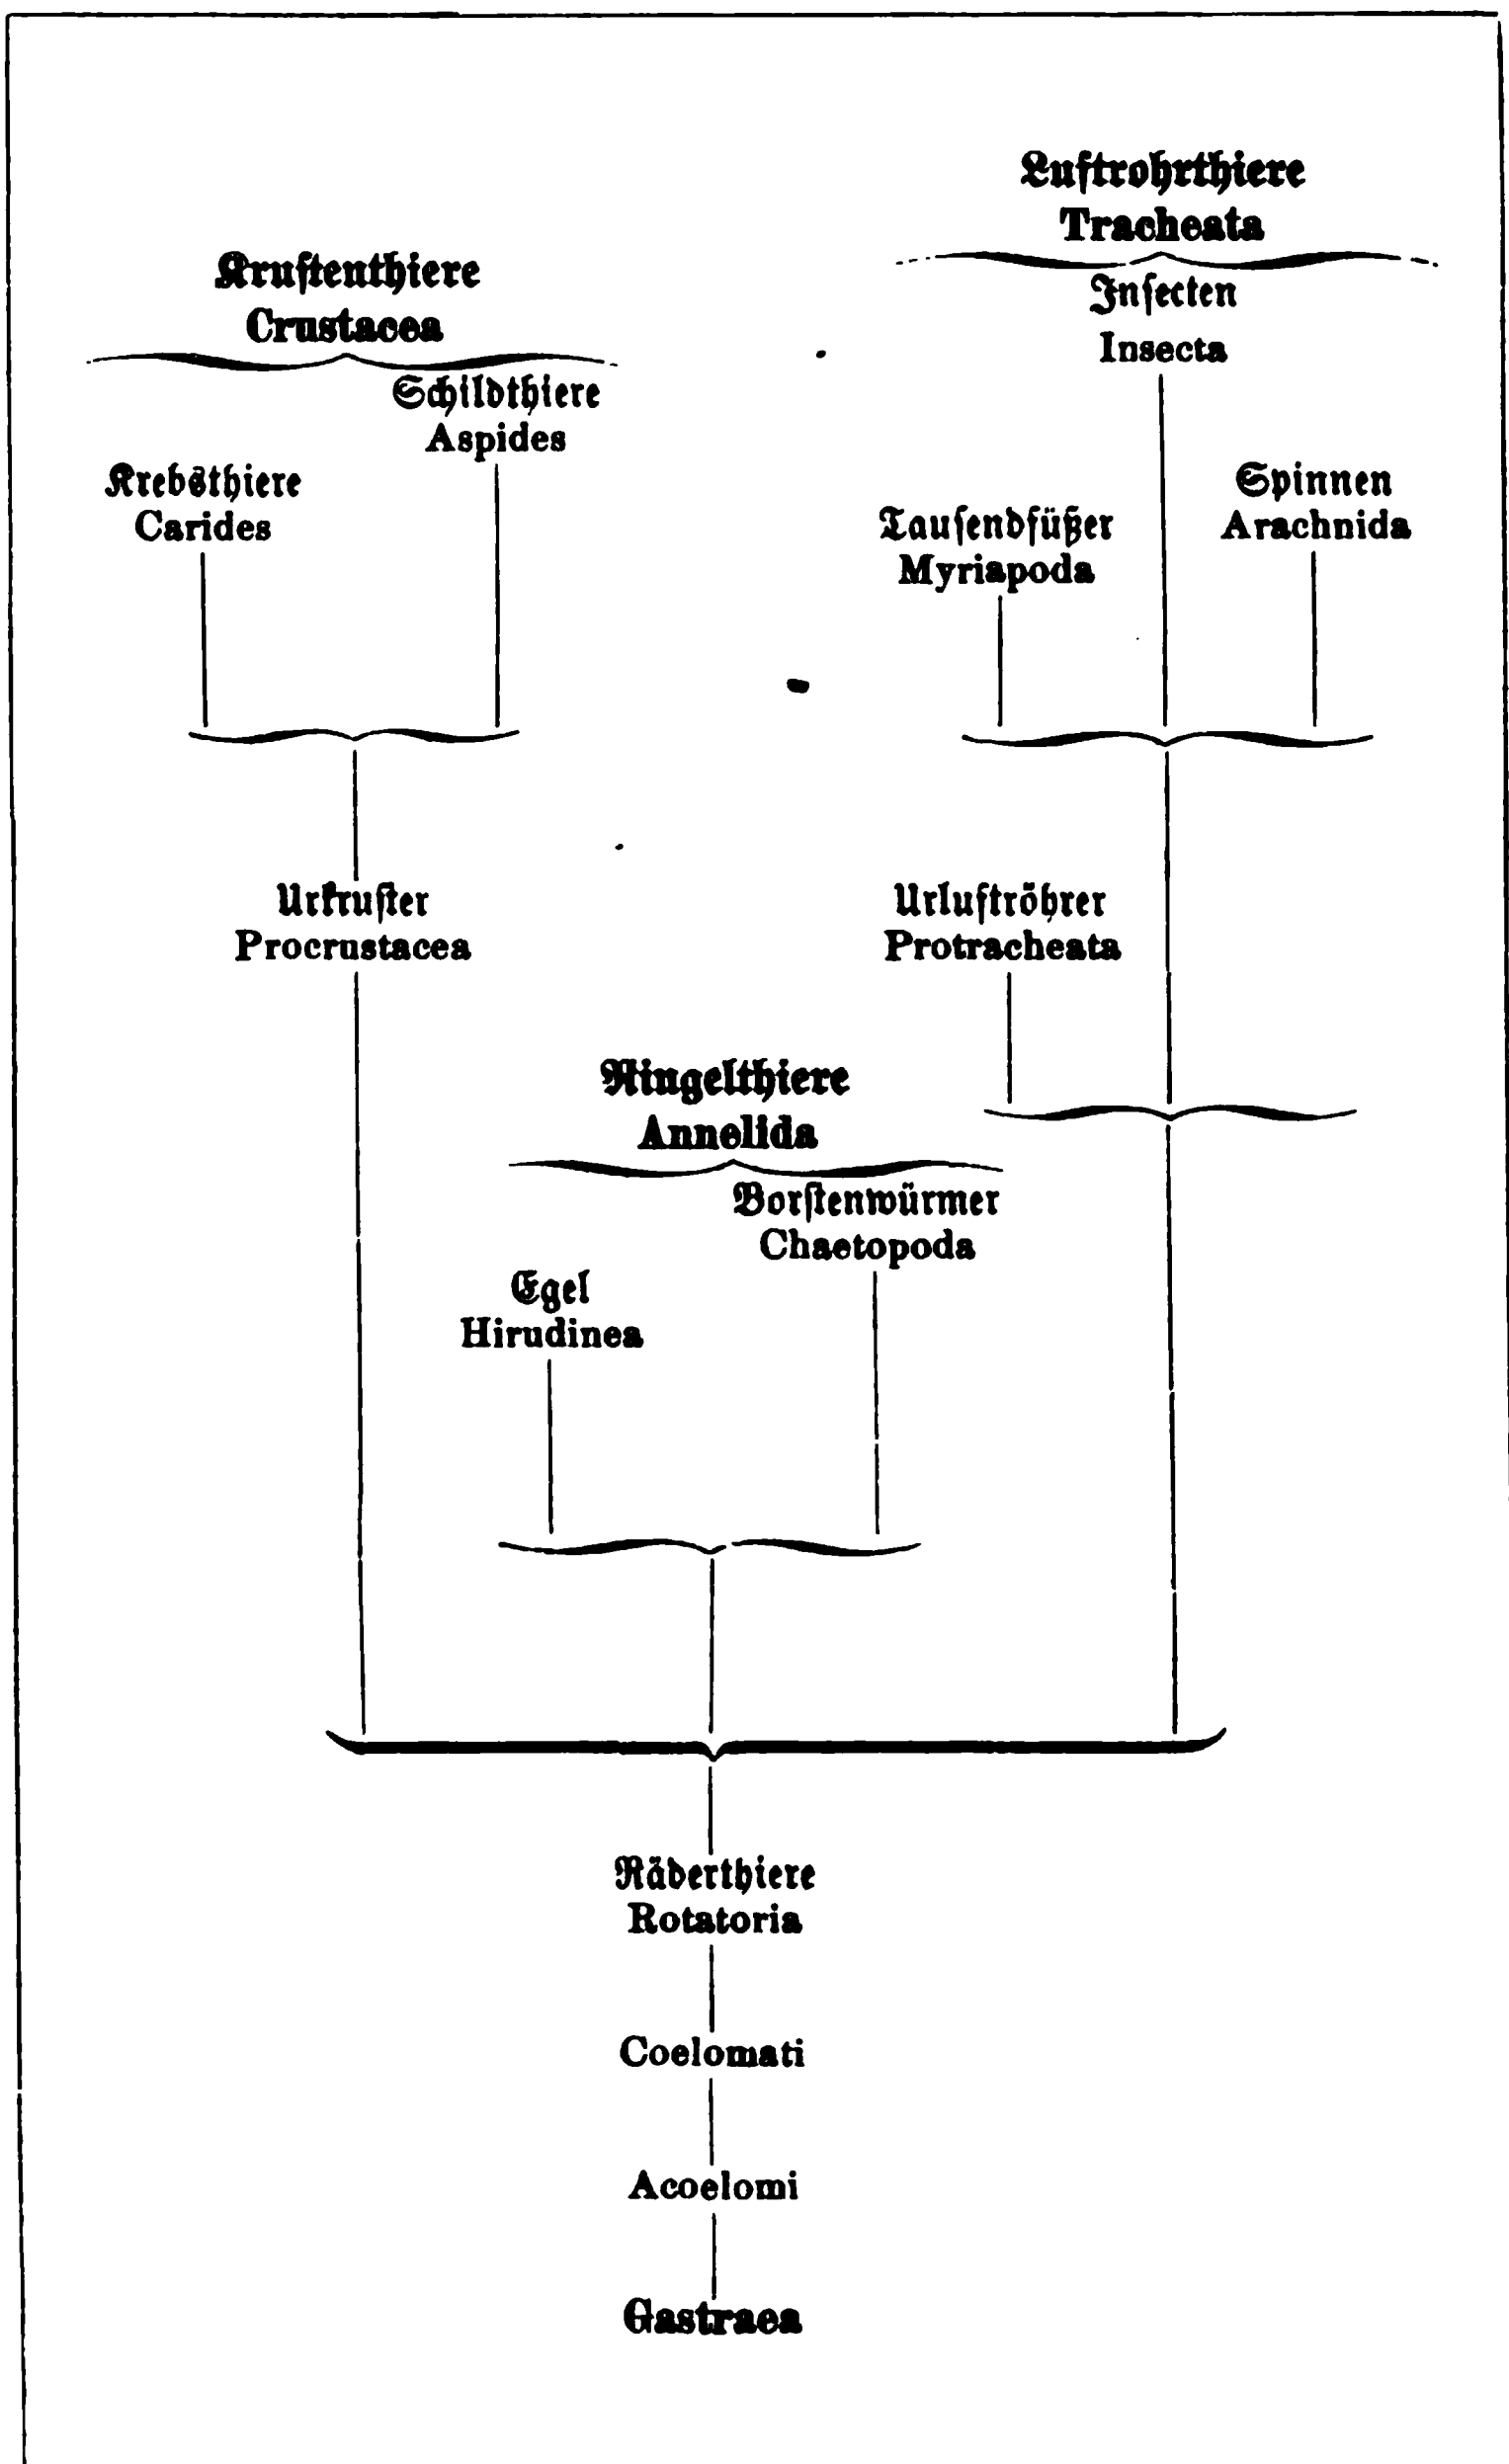 Luftrohrthiere
Tracheata
Insecten
Insecta
Krustenthiere
Crustacea
Schildthiere
Aspides
Krebsthiere
Carides
Tausendfüßer
Myriapoda
Spinnen
Arachnida
Urkruster
Procrustacea
Urluftröhrer
Protracheata
Ringelthiere
Annelida
Borstenwürmer
Chaetopoda
Egel
Hirudinea
Räderthiere
Rotatoria
Coelomati
Acoelomi
Gastraea